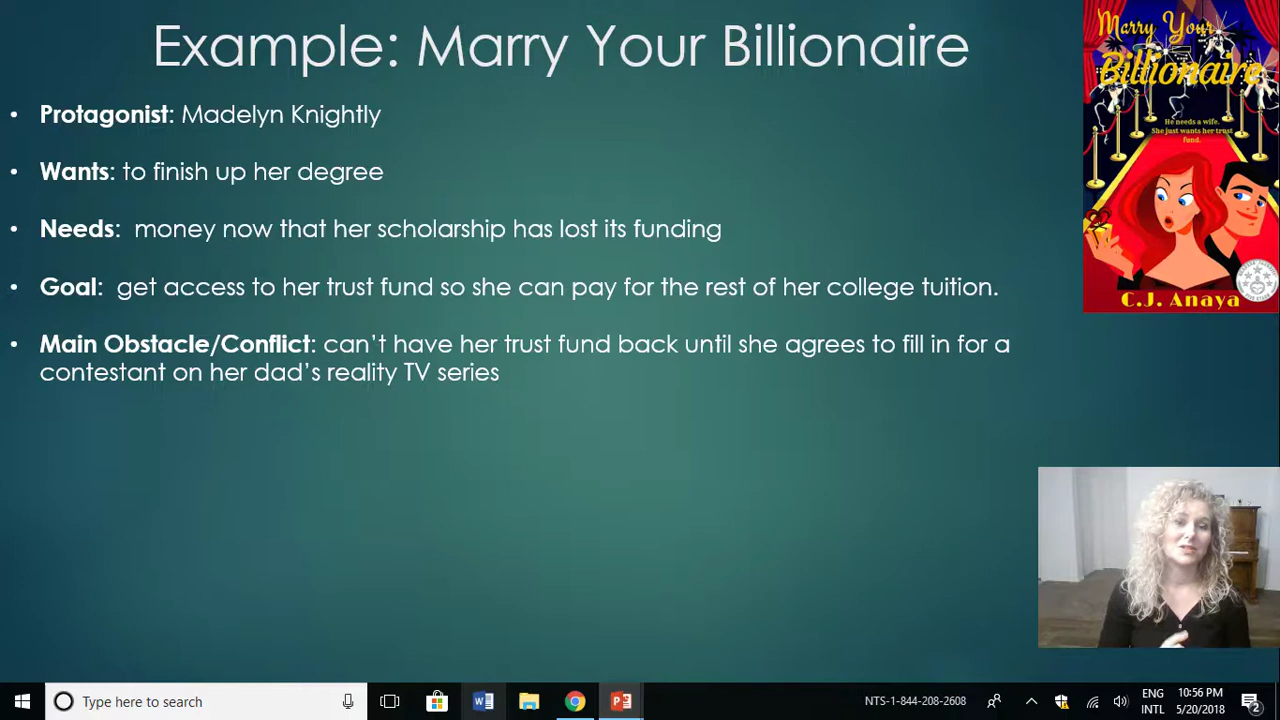 Example: Marry Your Billionaire
• Protagonist: Madelyn Knightly
• Wants: to finish up her degree
• Needs: money now that her scholarship has lost its funding
• Goal: get access to her trust fund so she can pay for the rest of her college tuition.
• Main Obstacle/Conflict: can't have her trust fund back until she agrees to fill in for a
contestant on her dad's reality TV series
Marry Your
Billionaire
He needs a wife.
She just wants her trust
fund.
C.J. Anaya
Type here to search
NTS-1-844-208-2608
ENG
INTL
10:56 PM
5/20/2018
2